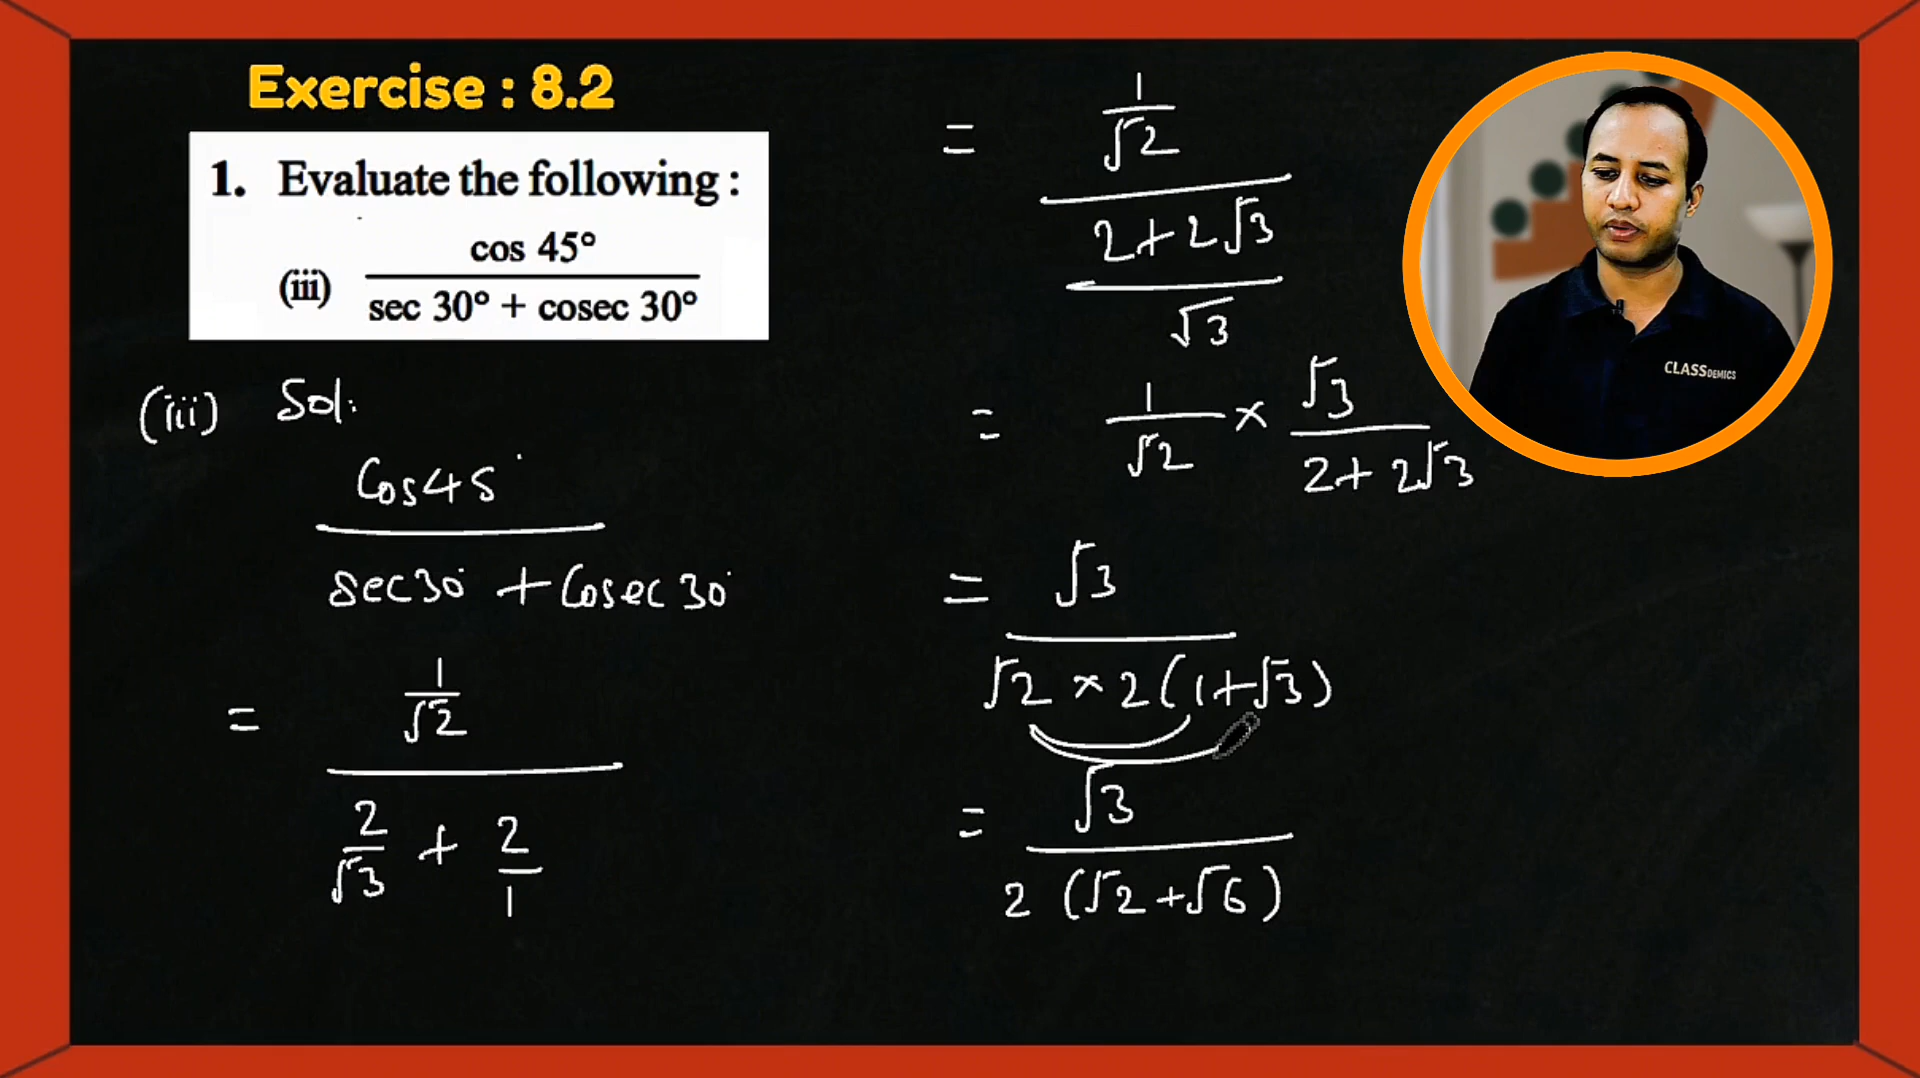 Exercise : 8.2
1. Evaluate the following :
(iii) cos 45° / sec 30° + cosec 30°
(iii) Sol:
Cos45°
sec30° + Cosec 30°
= 1/√2
2/√3 + 2/1
= 1/√2
2+2√3
√3
= 1/√2 × √3/2+2√3
= √3
√2 × 2(1+√3)
= √3
2 (√2+√6)
CLASSDEMICS